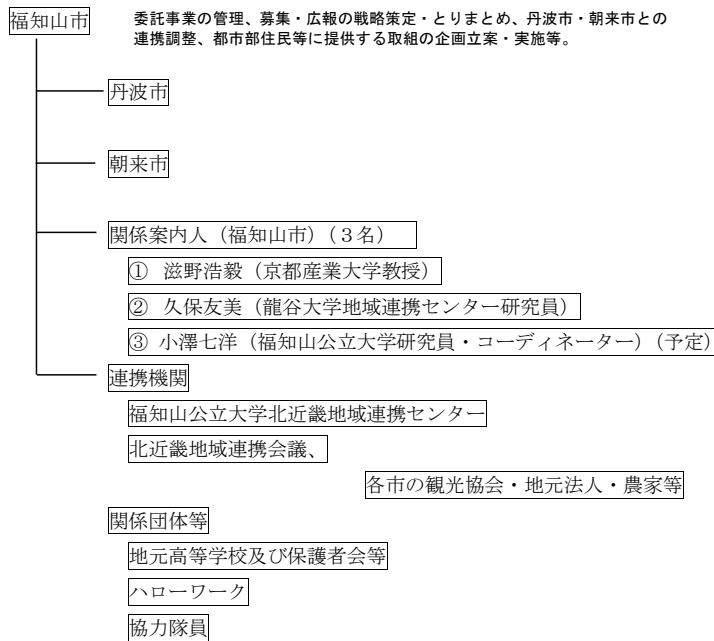 福知山市
委託事業の管理、募集・広報の戦略策定・とりまとめ、丹波市・朝来市との
連携調整、都市部住民等に提供する取組の企画立案・実施等。
丹波市
朝来市
関係案内人（福知山市）（３名）
① 滋野浩毅（京都産業大学教授）
② 久保友美（龍谷大学地域連携センター研究員）
③ 小澤七洋（福知山公立大学研究員・コーディネーター）（予定）
連携機関
福知山公立大学北近畿地域連携センター
北近畿地域連携会議、
各市の観光協会・地元法人・農家等
関係団体等
地元高等学校及び保護者会等
ハローワーク
協力隊員